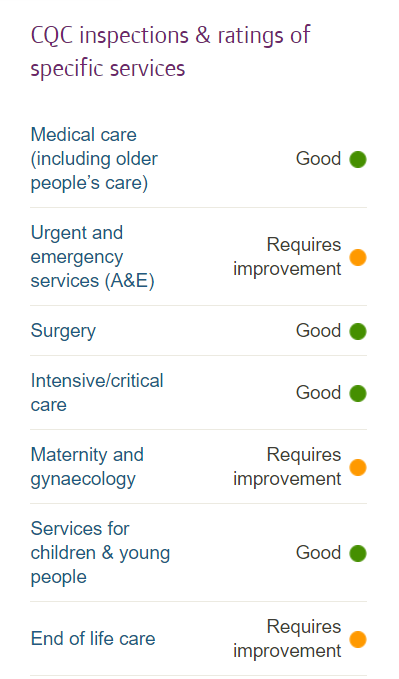 CQC inspections & ratings of
specific services
Medical care
(including older
people’s care)
Good
Urgent and
emergency
services (A&E)
Requires
improvement
Surgery
Good
Intensive/critical
care
Good
Maternity and
gynaecology
Requires
improvement
Services for
children & young
people
Good
End of life care
Requires
improvement